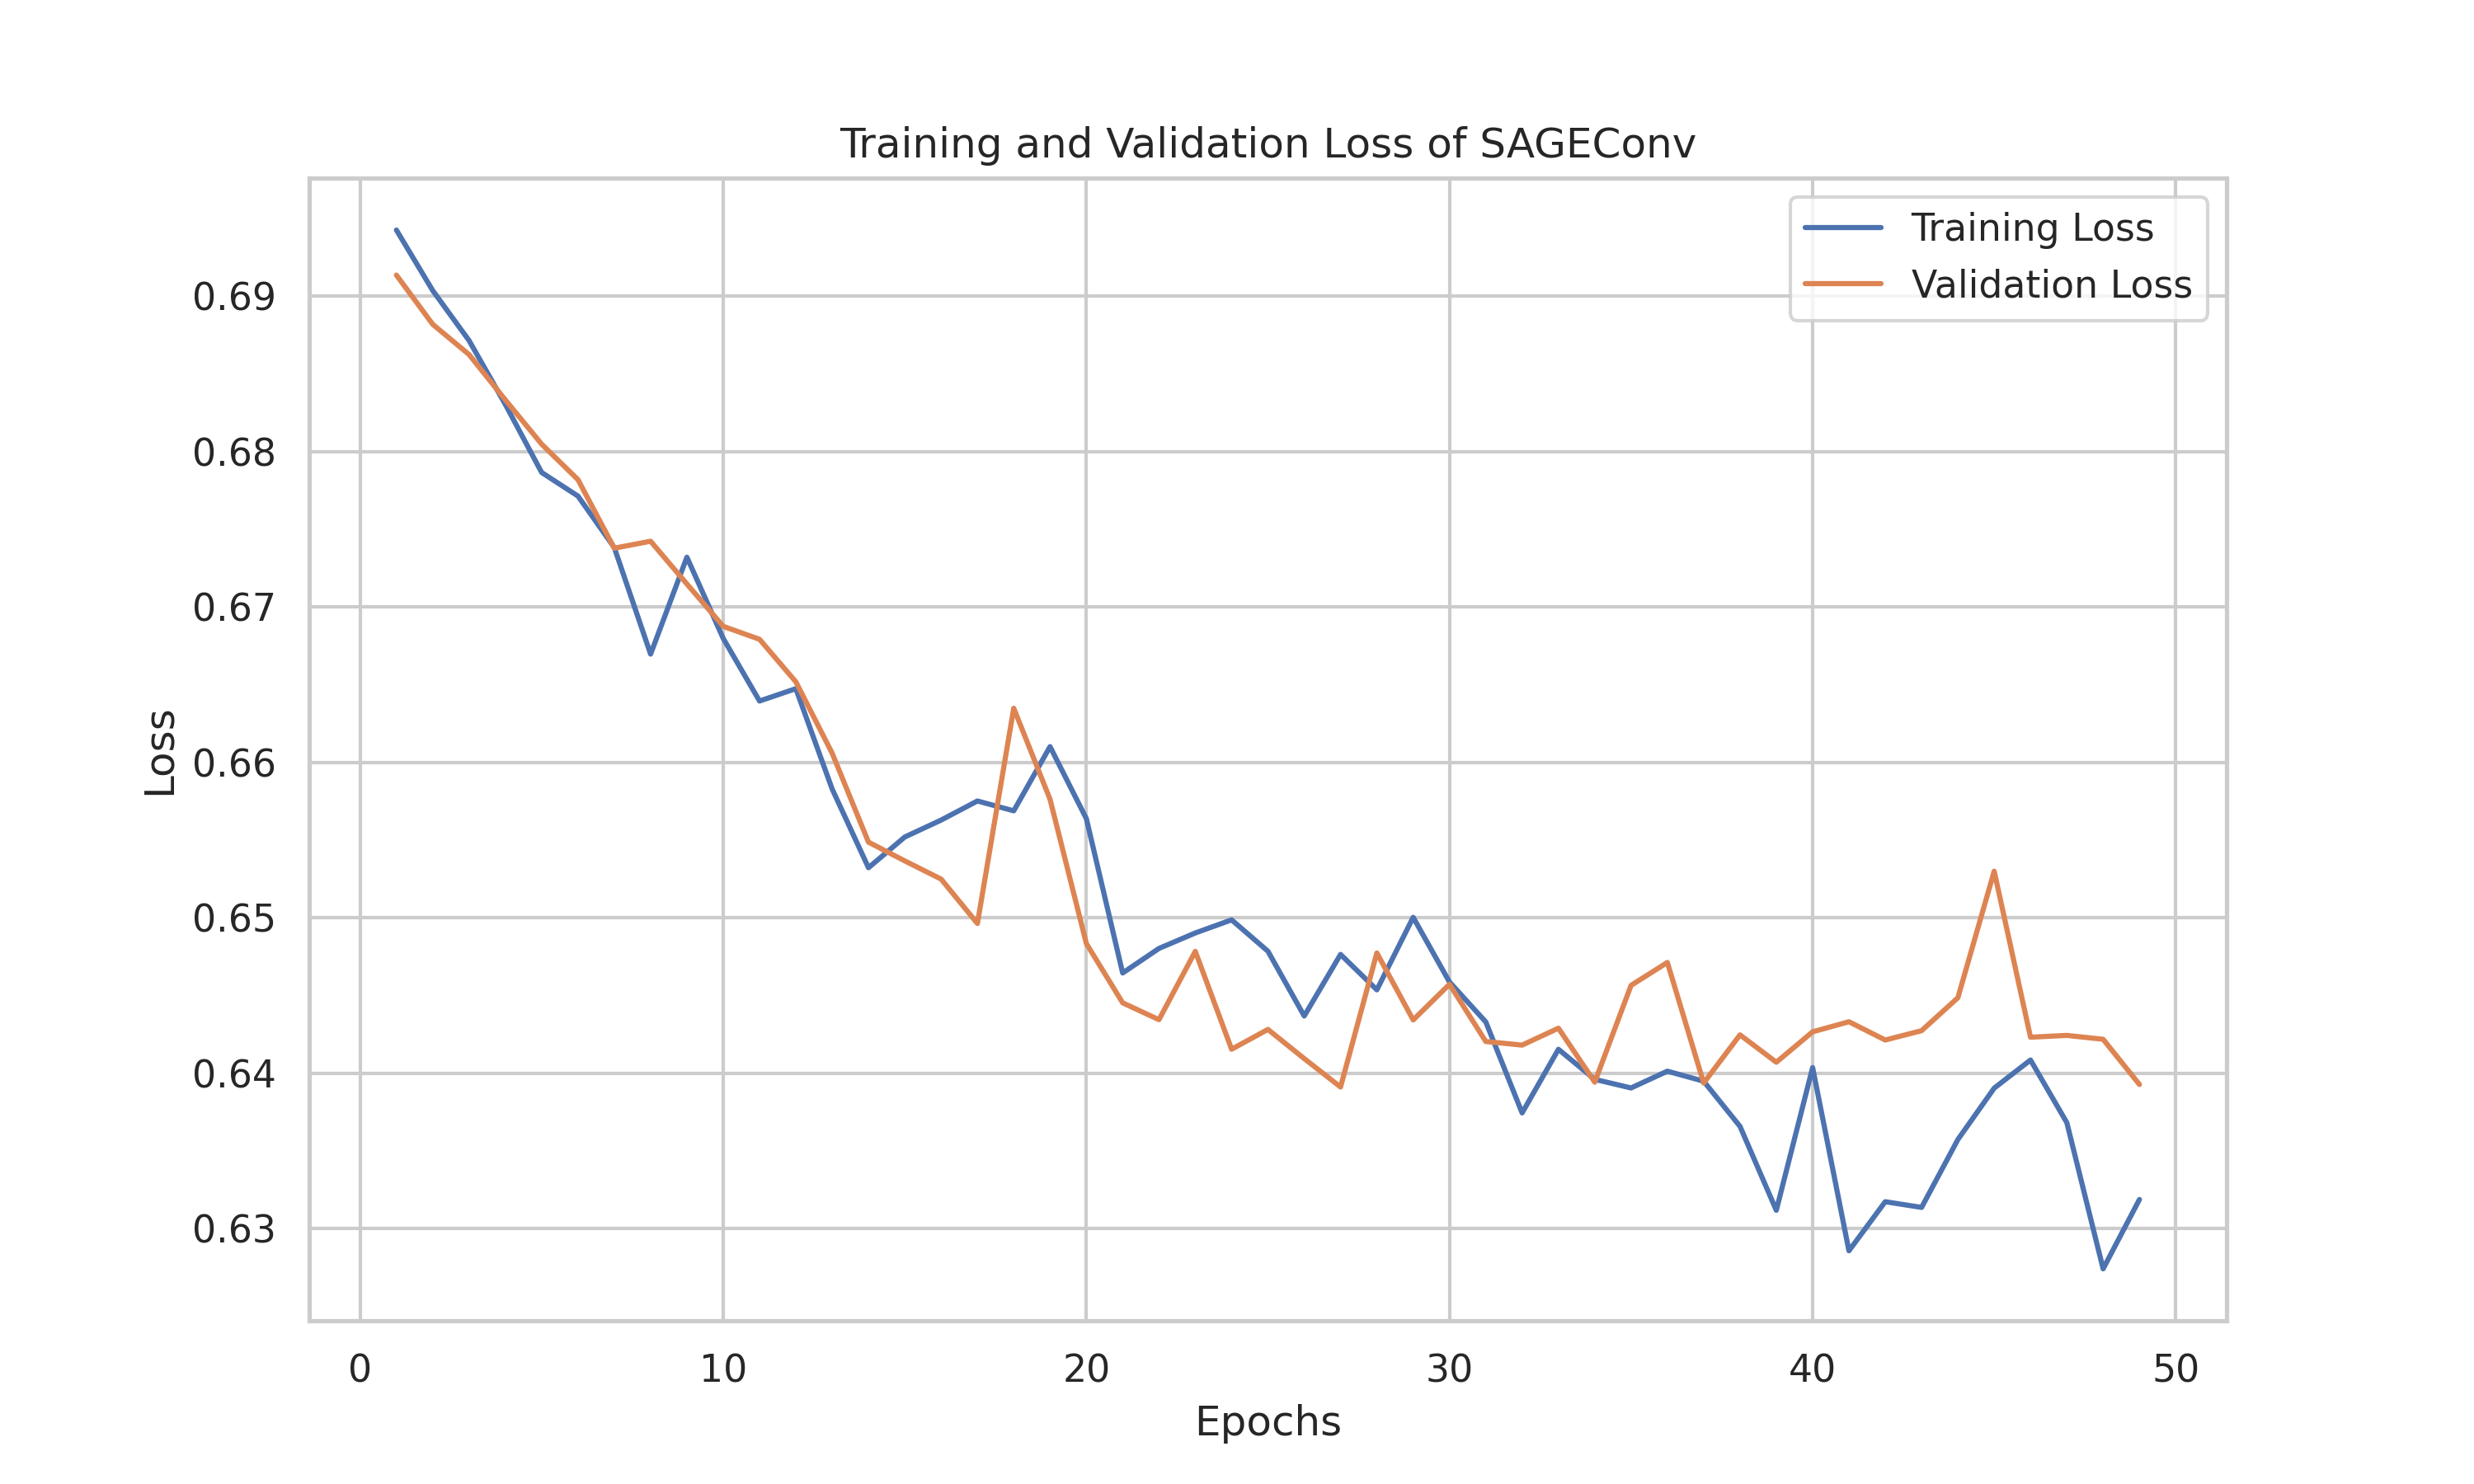 Training and Validation Loss of SAGEConv
Training Loss
Validation Loss
Loss
0.69
0.68
0.67
0.66
0.65
0.64
0.63
0 10 20 30 40 50
Epochs